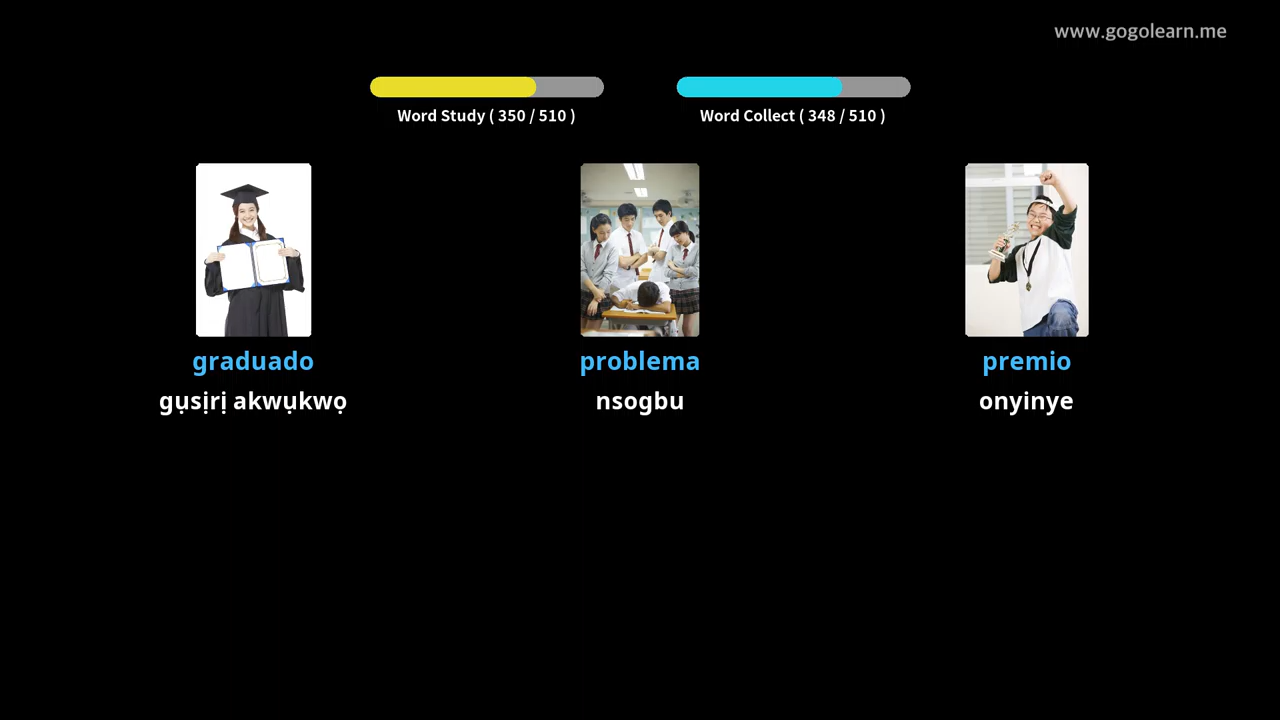 www.gogolearn.me
Word Study ( 350 / 510 )
Word Collect ( 348 / 510 )
graduado
problema
premio
gụsịrị akwụkwọ
nsogbu
onyinye